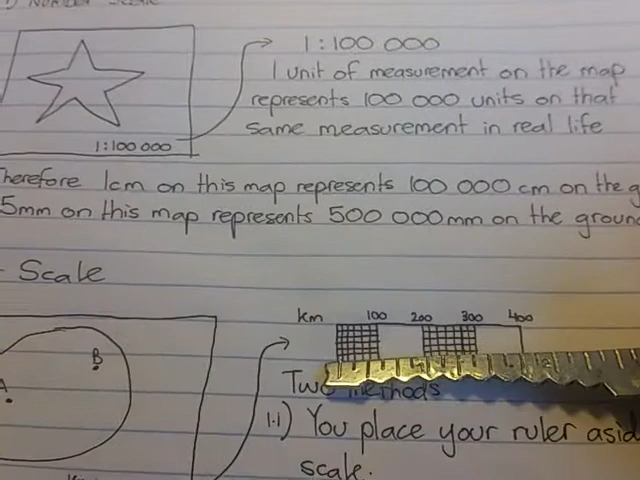 1) NUMBER SCALE
1:100 000
1 unit of measurement on the map
represents 100 000 units on that
same measurement in real life
1:100 000
Therefore 1cm on this map represents 100 000 cm on the g
5mm on this map represents 500 000mm on the ground
- Scale
km 100 200 300 400
B
A
Two methods
1.1) You place your ruler asid
scale.